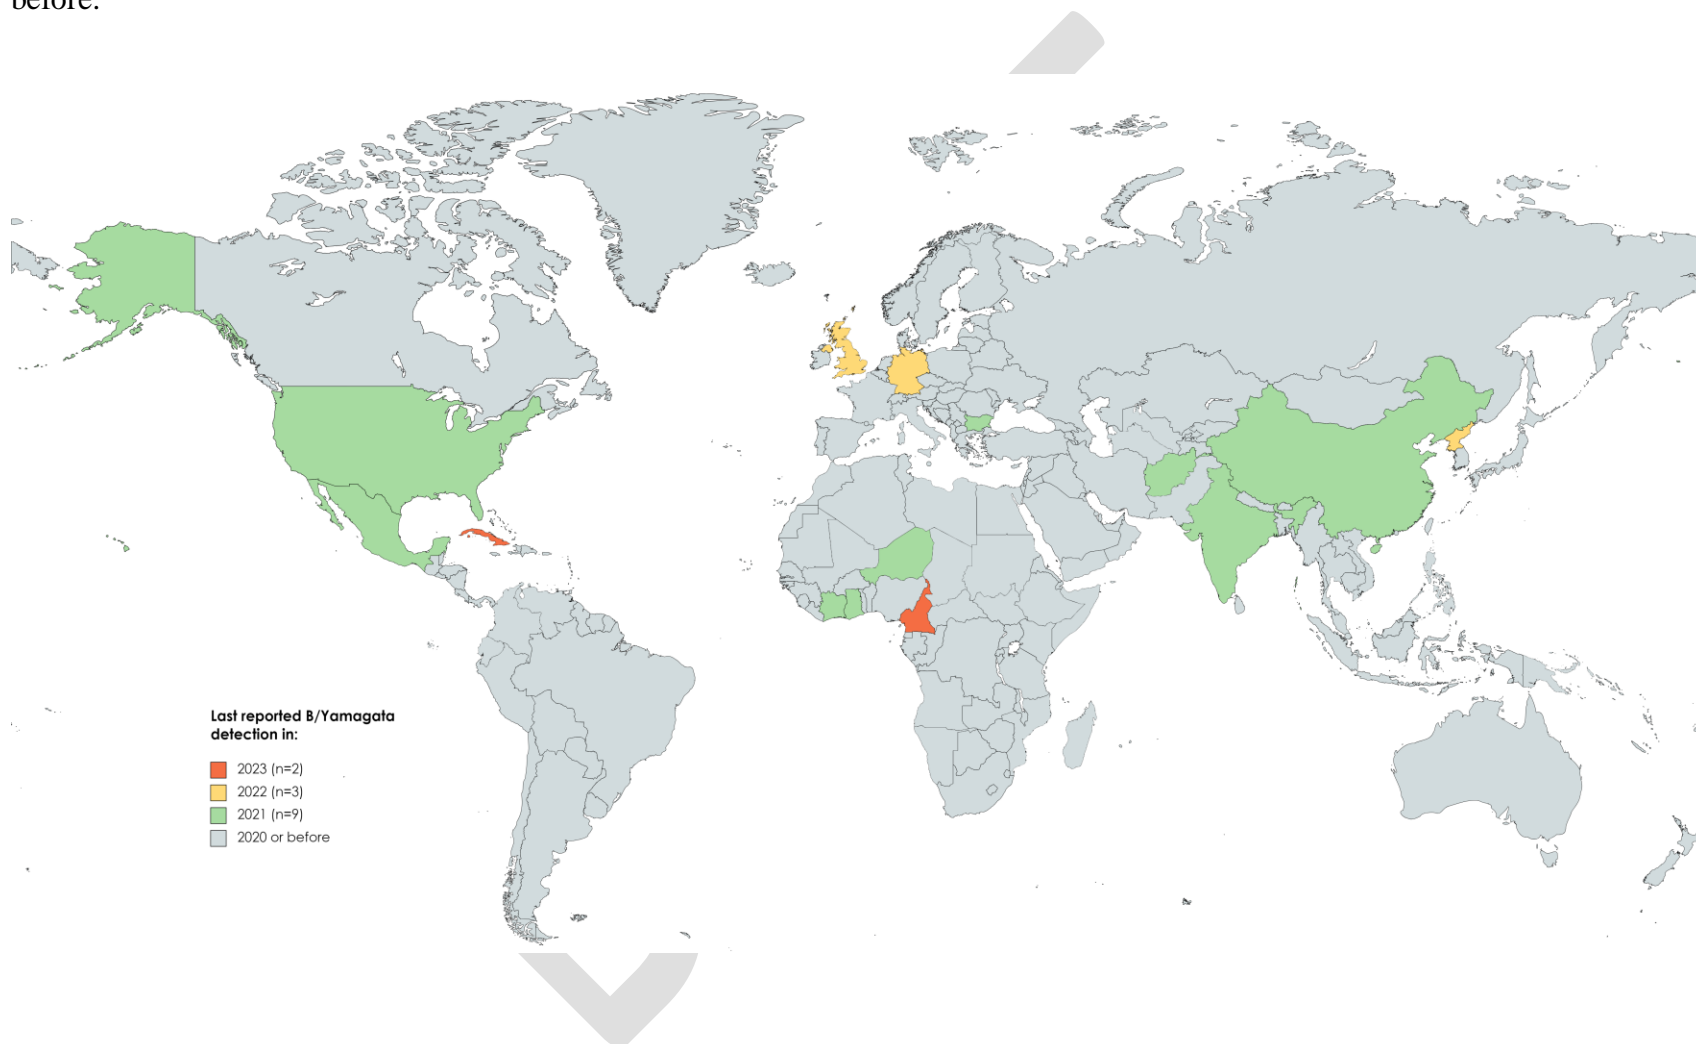 before.
Last reported B/Yamagata
detection in:
2023 (n=2)
2022 (n=3)
2021 (n=9)
2020 or before